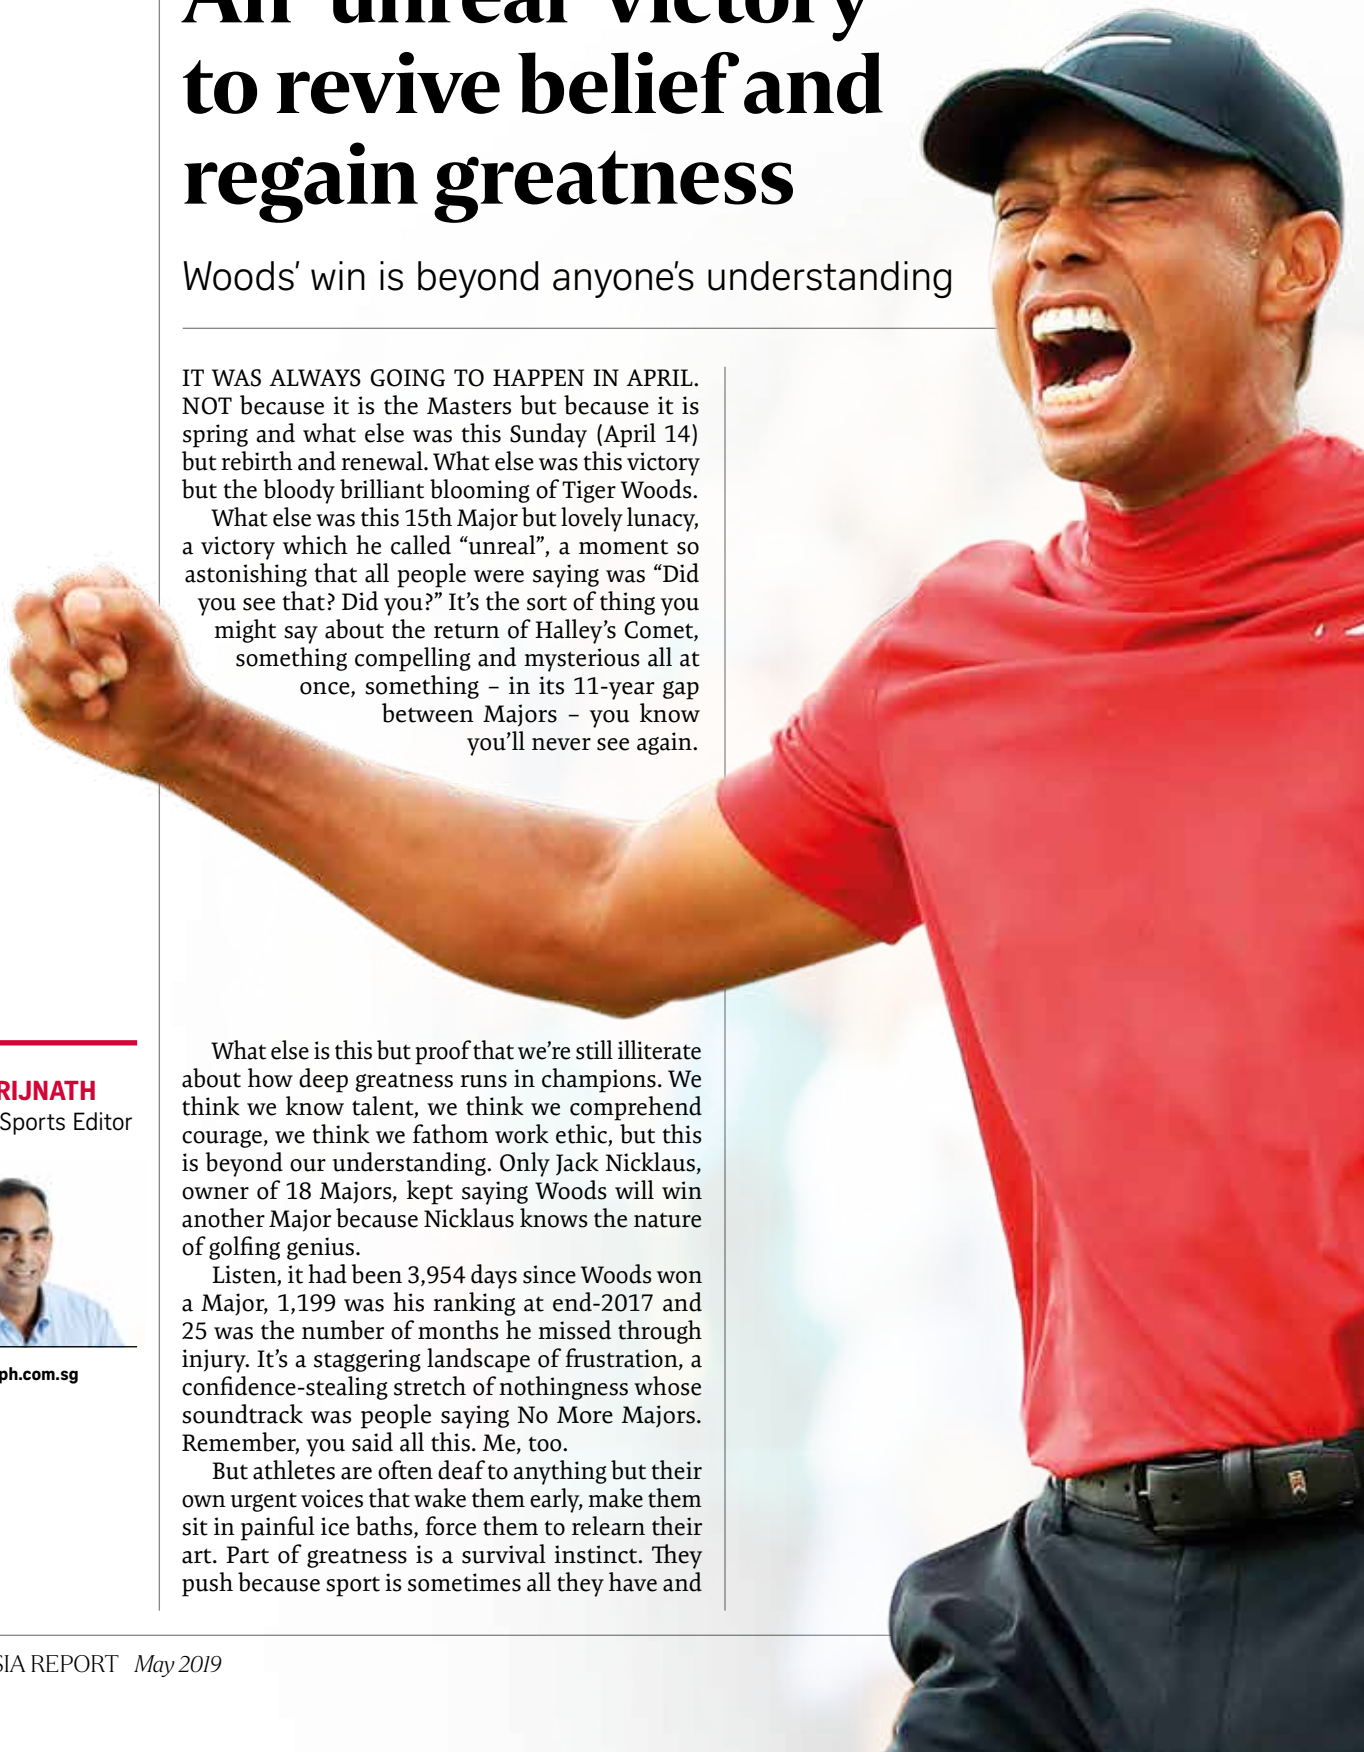 An ‘unreal’ victory
to revive belief and
regain greatness
Woods’ win is beyond anyone’s understanding
IT WAS ALWAYS GOING TO HAPPEN IN APRIL.
NOT because it is the Masters but because it is
spring and what else was this Sunday (April 14)
but rebirth and renewal. What else was this victory
but the bloody brilliant blooming of Tiger Woods.
What else was this 15th Major but lovely lunacy,
a victory which he called “unreal”, a moment so
astonishing that all people were saying was “Did
you see that? Did you?” It’s the sort of thing you
might say about the return of Halley’s Comet,
something compelling and mysterious all at
once, something – in its 11-year gap
between Majors – you know
you’ll never see again.
What else is this but proof that we’re still illiterate
about how deep greatness runs in champions. We
think we know talent, we think we comprehend
courage, we think we fathom work ethic, but this
is beyond our understanding. Only Jack Nicklaus,
owner of 18 Majors, kept saying Woods will win
another Major because Nicklaus knows the nature
of golfing genius.
Listen, it had been 3,954 days since Woods won
a Major, 1,199 was his ranking at end-2017 and
25 was the number of months he missed through
injury. It’s a staggering landscape of frustration, a
confidence-stealing stretch of nothingness whose
soundtrack was people saying No More Majors.
Remember, you said all this. Me, too.
But athletes are often deaf to anything but their
own urgent voices that wake them early, make them
sit in painful ice baths, force them to relearn their
art. Part of greatness is a survival instinct. They
push because sport is sometimes all they have and
RIJNATH
Sports Editor
ph.com.sg
SIA REPORT May 2019